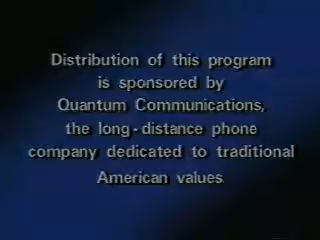 Distribution of this program
is sponsored by
Quantum Communications,
the long-distance phone
company dedicated to traditional
American values